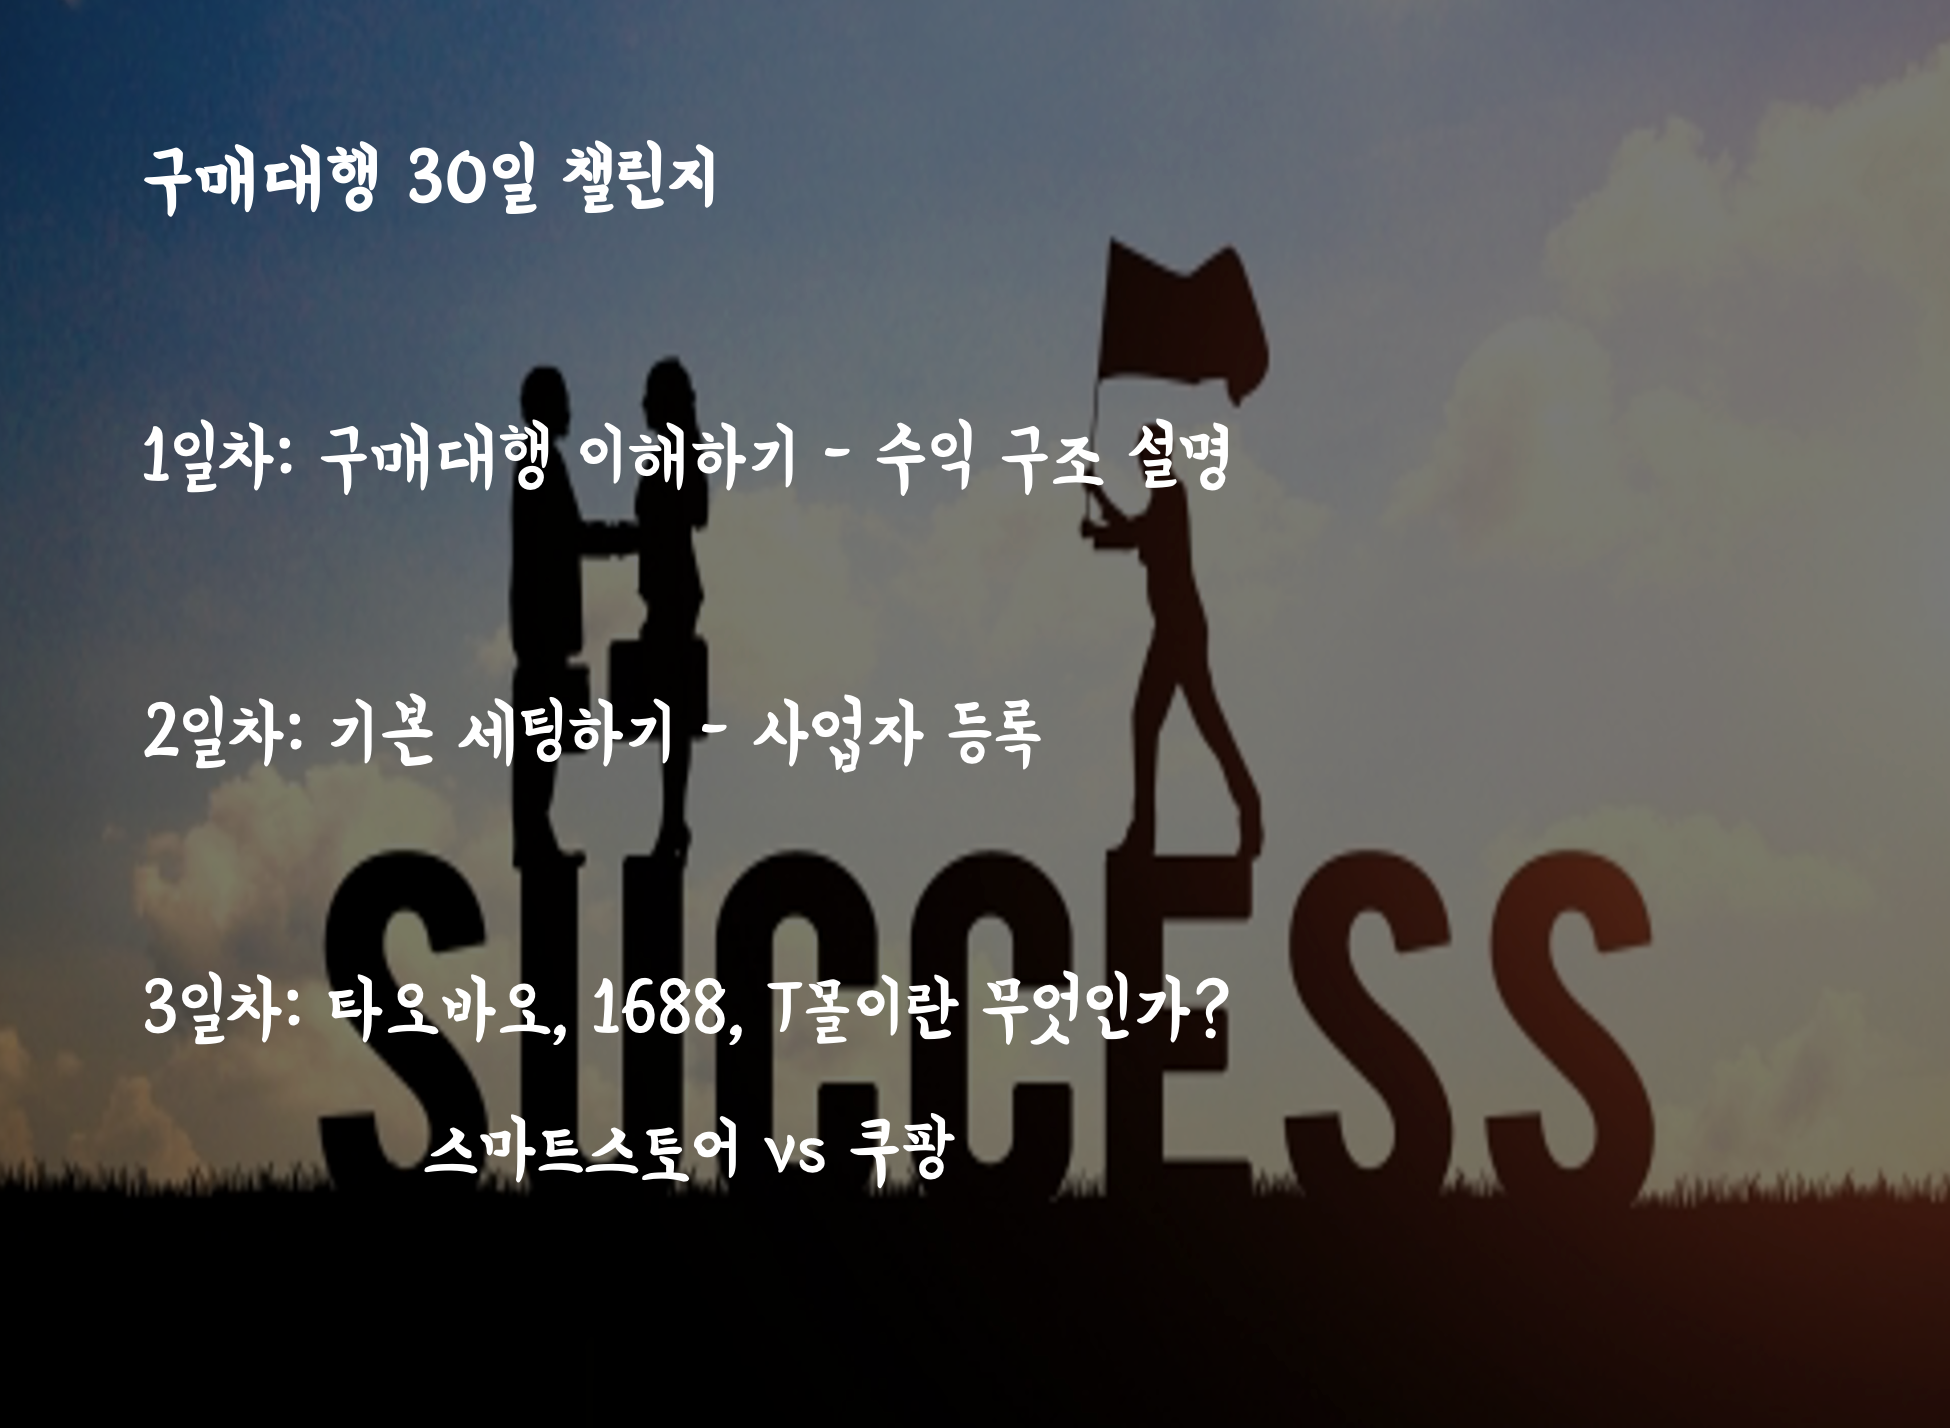 구매대행 30일 챌린지
1일차: 구매대행 이해하기 - 수익 구조 설명
2일차: 기본 세팅하기 - 사업자 등록
3일차: 타오바오, 1688, T몰이란 무엇인가?
스마트스토어 vs 쿠팡
SUCCESS